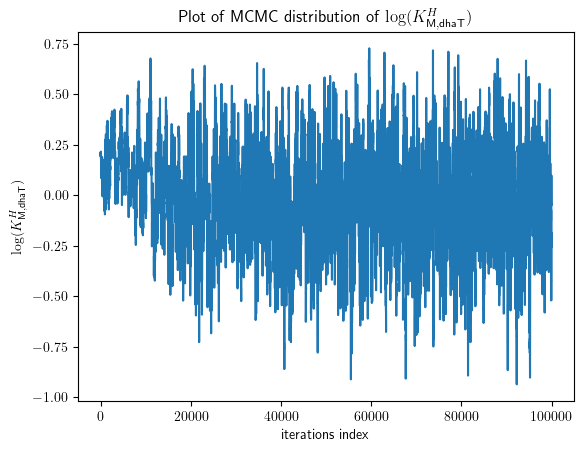 Plot of MCMC distribution of log(K^H_M,dhaT)
0.75
0.50
0.25
0.00
−0.25
−0.50
−0.75
−1.00
log(K^H_M,dhaT)
0 20000 40000 60000 80000 100000
iterations index